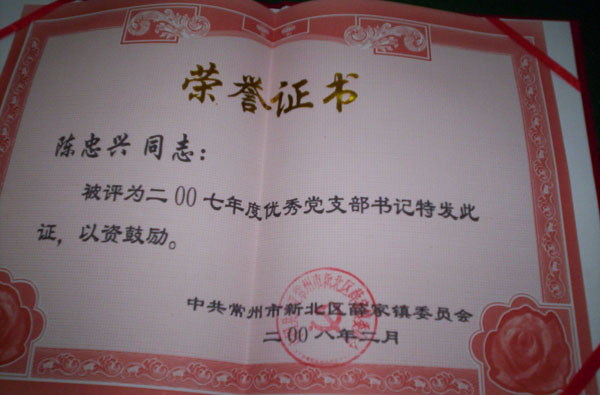 荣誉证书
陈忠兴同志：
被评为二00七年度优秀党支部书记特发此
证，以资鼓励。
中共常州市新北区薛家镇委员会
二00八年二月